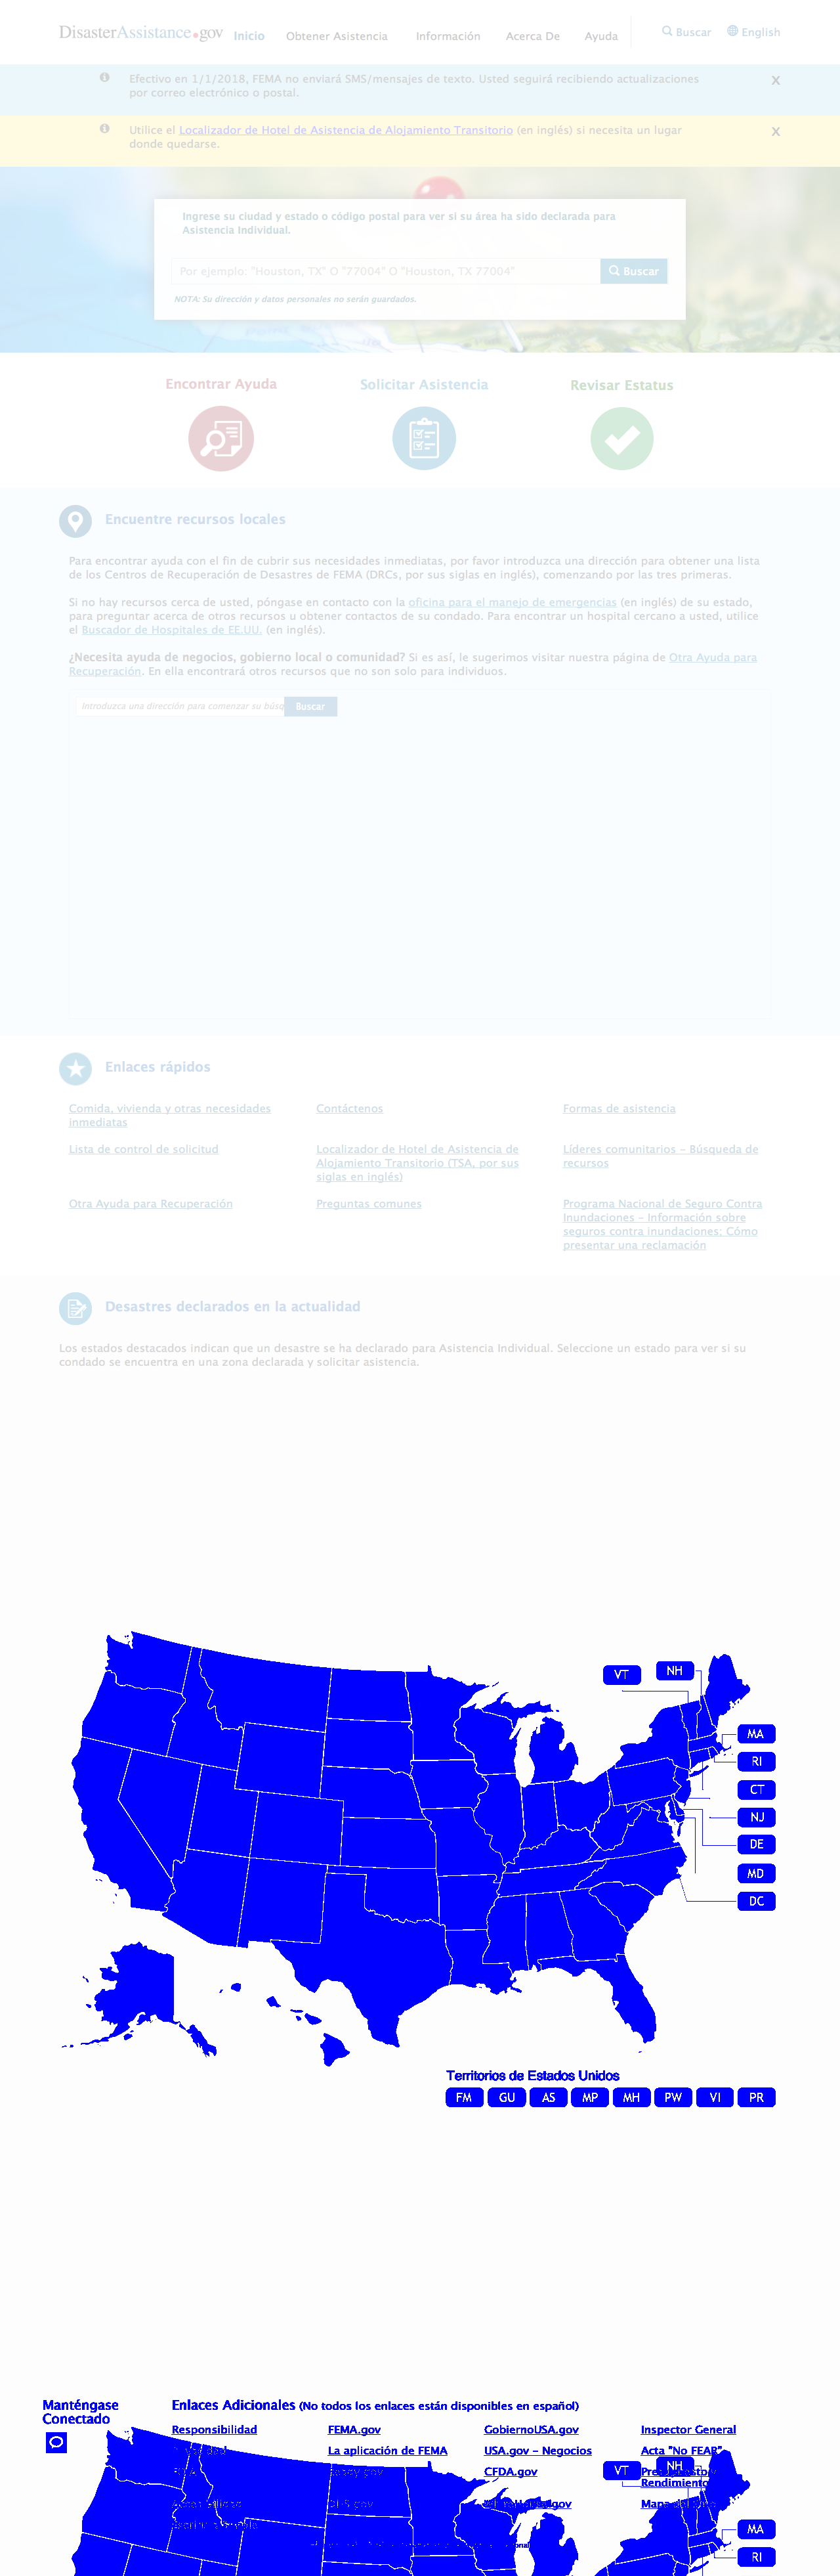 DisasterAssistance.gov Inicio Obtener Asistencia Información Acerca De Ayuda Buscar English
Efectivo en 1/1/2018, FEMA no enviará SMS/mensajes de texto. Usted seguirá recibiendo actualizaciones
por correo electrónico o postal.
X
Utilice el Localizador de Hotel de Asistencia de Alojamiento Transitorio (en inglés) si necesita un lugar
donde quedarse.
X
Ingrese su ciudad y estado o código postal para ver si su área ha sido declarada para
Asistencia Individual.
Por ejemplo: "Houston, TX" O "77004" O "Houston, TX 77004" Buscar
NOTA: Su dirección y datos personales no serán guardados.
Encontrar Ayuda Solicitar Asistencia Revisar Estatus
Encuentre recursos locales
Para encontrar ayuda con el fin de cubrir sus necesidades inmediatas, por favor introduzca una dirección para obtener una lista
de los Centros de Recuperación de Desastres de FEMA (DRCs, por sus siglas en inglés), comenzando por las tres primeras.
Si no hay recursos cerca de usted, póngase en contacto con la oficina para el manejo de emergencias (en inglés) de su estado,
para preguntar acerca de otros recursos u obtener contactos de su condado. Para encontrar un hospital cercano a usted, utilice
el Buscador de Hospitales de EE.UU. (en inglés).
¿Necesita ayuda de negocios, gobierno local o comunidad? Si es así, le sugerimos visitar nuestra página de Otra Ayuda para
Recuperación. En ella encontrará otros recursos que no son solo para individuos.
Introduzca una dirección para comenzar su búsq Buscar
Enlaces rápidos
Comida, vivienda y otras necesidades
inmediatas
Contáctenos
Formas de asistencia
Lista de control de solicitud
Localizador de Hotel de Asistencia de
Alojamiento Transitorio (TSA, por sus
siglas en inglés)
Líderes comunitarios - Búsqueda de
recursos
Otra Ayuda para Recuperación
Preguntas comunes
Programa Nacional de Seguro Contra
Inundaciones - Información sobre
seguros contra inundaciones; Cómo
presentar una reclamación
Desastres declarados en la actualidad
Los estados destacados indican que un desastre se ha declarado para Asistencia Individual. Seleccione un estado para ver si su
condado se encuentra en una zona declarada y solicitar asistencia.
VT NH
MA
RI
CT
NJ
DE
MD
DC
Territorios de Estados Unidos
FM GU AS MP MH PW VI PR
Manténgase
Conectado
Enlaces Adicionales (No todos los enlaces están disponibles en español)
Responsibilidad FEMA.gov GobiernoUSA.gov Inspector General
La aplicación de FEMA USA.gov - Negocios Acta "No FEAR"
CFDA.gov
VT NH
Rendimiento
MA
RI